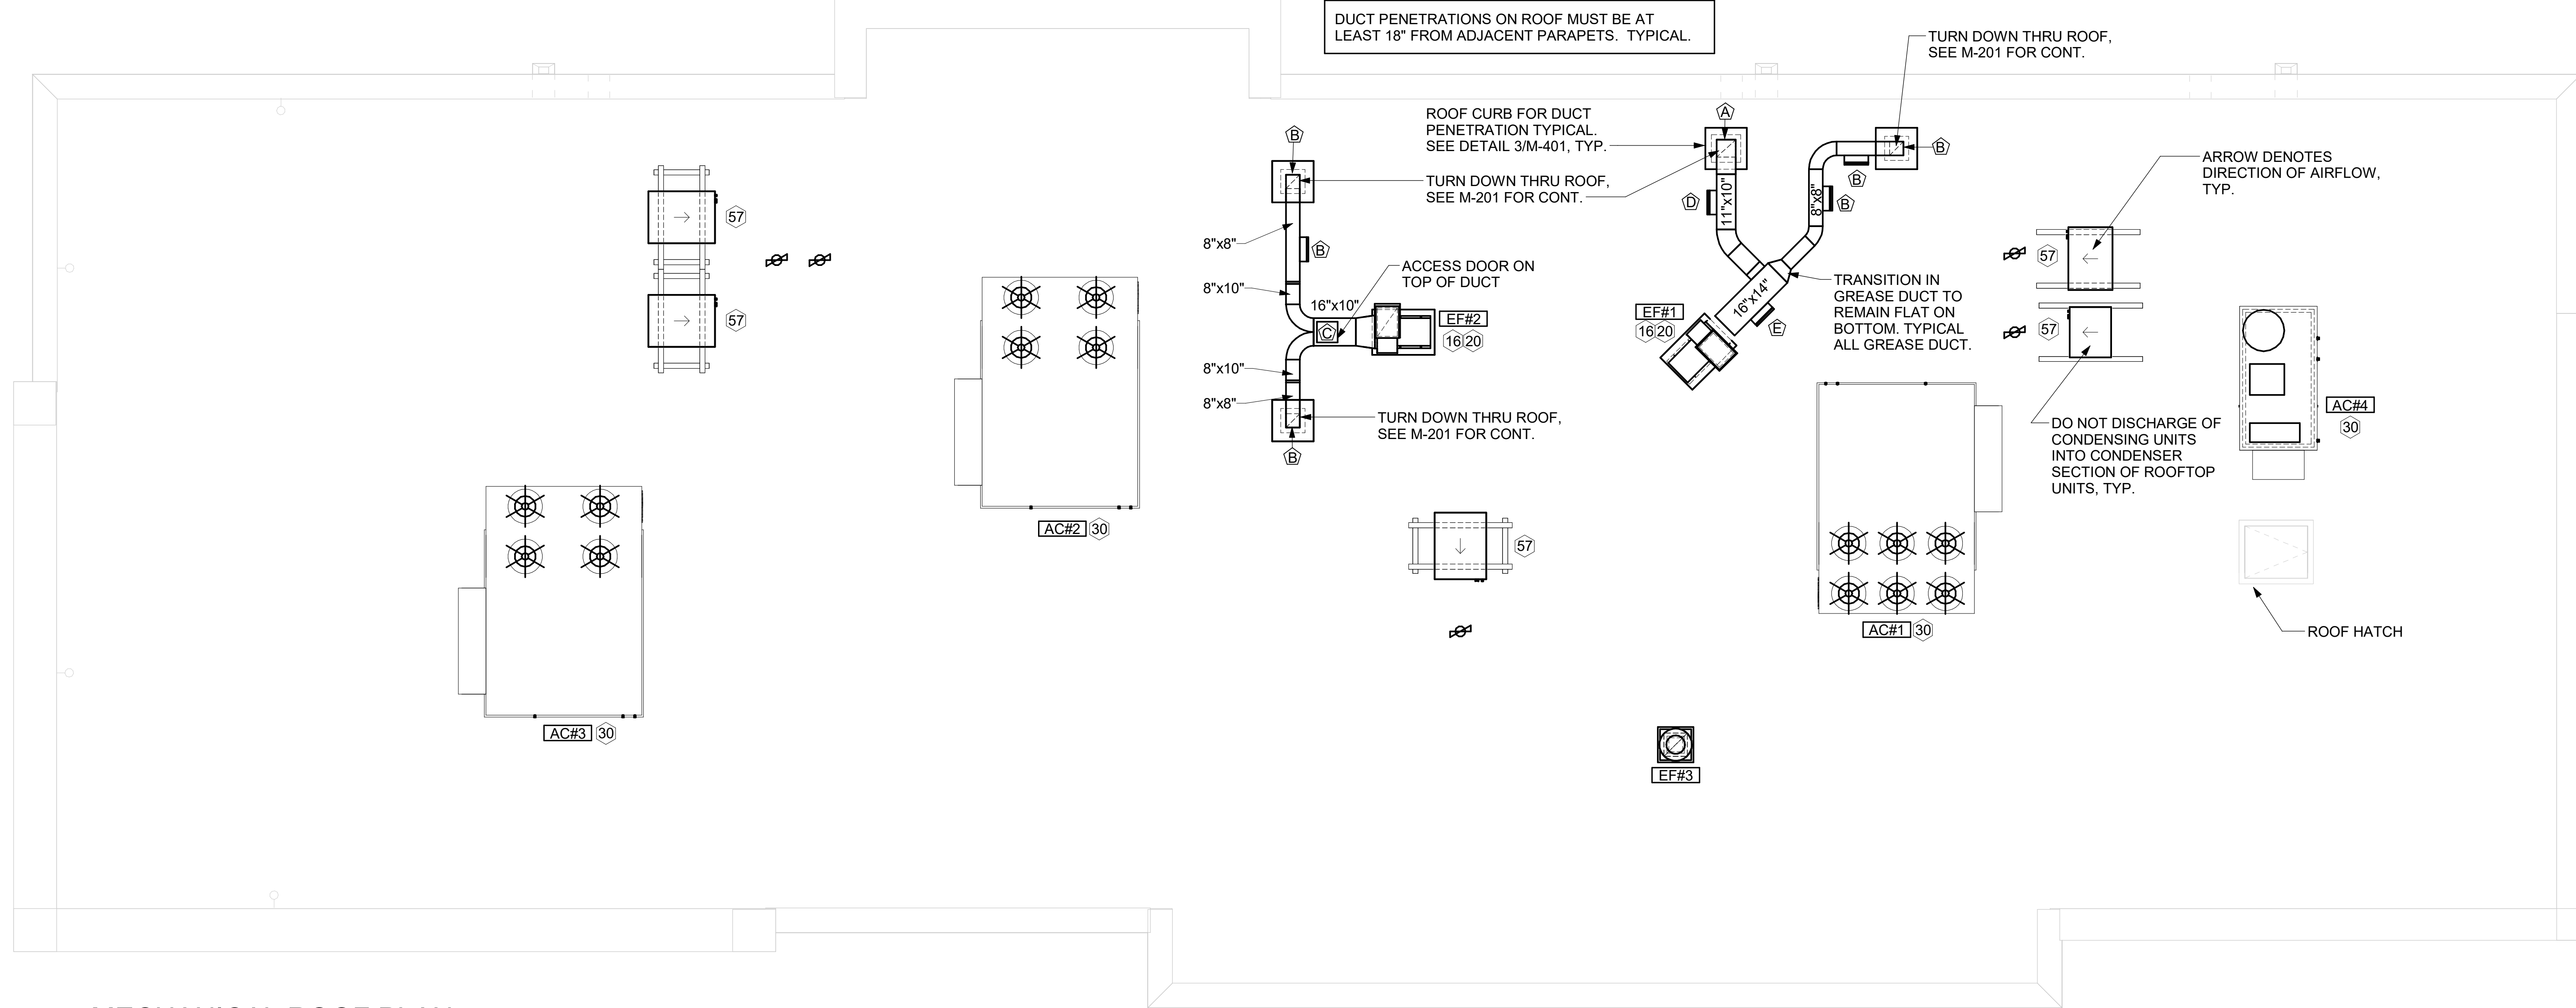 DUCT PENETRATIONS ON ROOF MUST BE AT
LEAST 18" FROM ADJACENT PARAPETS.  TYPICAL.
TURN DOWN THRU ROOF,
SEE M-201 FOR CONT.
ROOF CURB FOR DUCT
PENETRATION TYPICAL.
SEE DETAIL 3/M-401, TYP.
A
B
B
ARROW DENOTES
DIRECTION OF AIRFLOW,
TYP.
TURN DOWN THRU ROOF,
SEE M-201 FOR CONT.
B
D
11"x10"
8"x8"
B
57
8"x8"
B
57
ACCESS DOOR ON
TOP OF DUCT
8"x10"
16"x10"
C
TRANSITION IN
GREASE DUCT TO
REMAIN FLAT ON
BOTTOM. TYPICAL
ALL GREASE DUCT.
16"x14"
E
EF#1
16 20
EF#2
16 20
57
57
8"x10"
8"x8"
TURN DOWN THRU ROOF,
SEE M-201 FOR CONT.
B
AC#4
30
DO NOT DISCHARGE OF
CONDENSING UNITS
INTO CONDENSER
SECTION OF ROOFTOP
UNITS, TYP.
AC#2 30
57
AC#1 30
ROOF HATCH
AC#3 30
EF#3